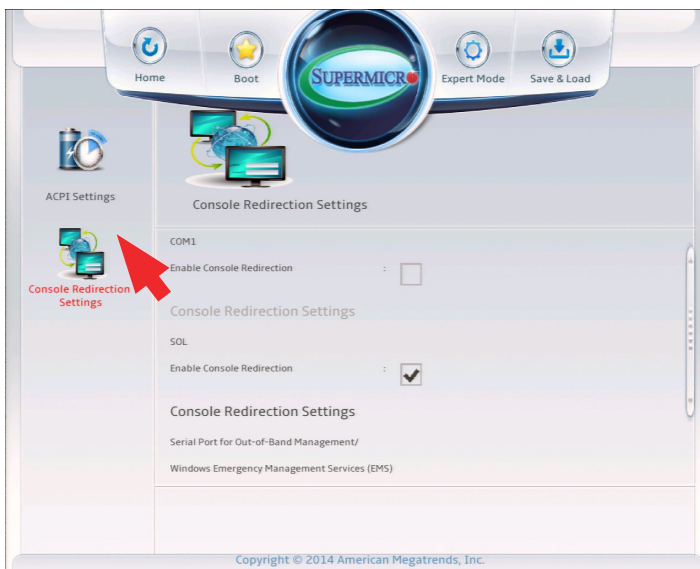 Home
Boot
SUPERMICR
Expert Mode
Save & Load
ACPI Settings
Console Redirection
Settings
Console Redirection Settings
COM1
Enable Console Redirection :
Console Redirection Settings
SOL
Enable Console Redirection :
Console Redirection Settings
Serial Port for Out-of-Band Management/
Windows Emergency Management Services (EMS)
Copyright © 2014 American Megatrends, Inc.